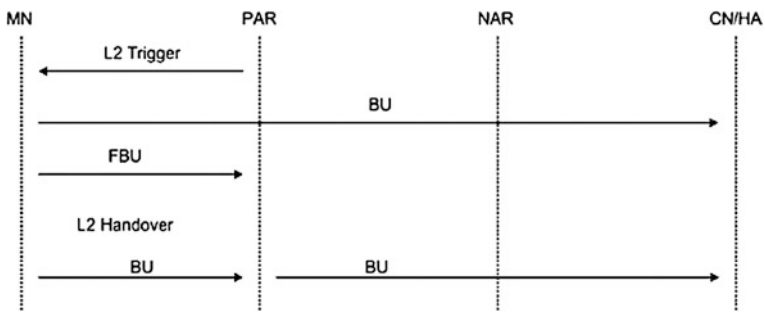 MN PAR NAR CN/HA
L2 Trigger
BU
FBU
L2 Handover
BU BU